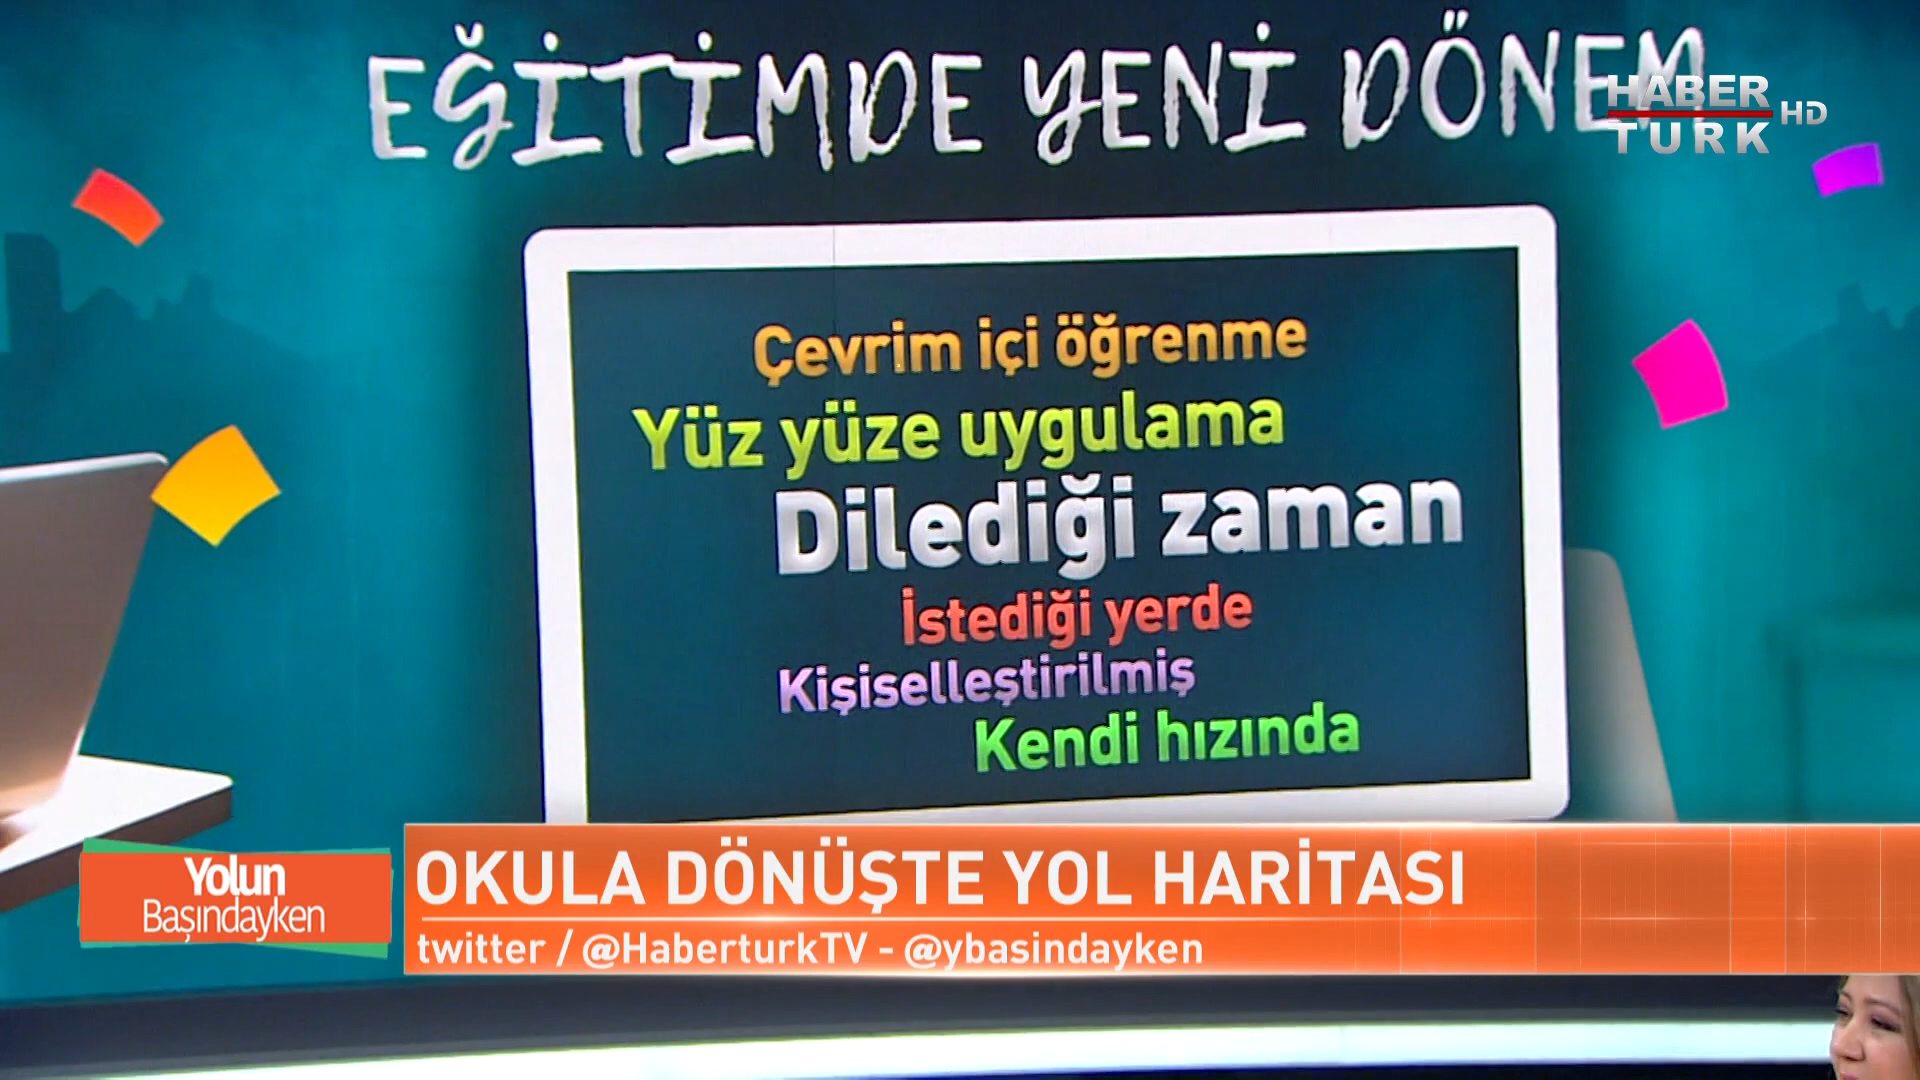 EĞİTİMDE YENİ DÖNEM
HABER
TURK HD
Çevrim içi öğrenme
Yüz yüze uygulama
Dilediği zaman
İstediği yerde
Kişiselleştirilmiş
Kendi hızında
Yolun
Başındayken
OKULA DÖNÜŞTE YOL HARİTASI
twitter / @HaberturkTV - @ybasindayken